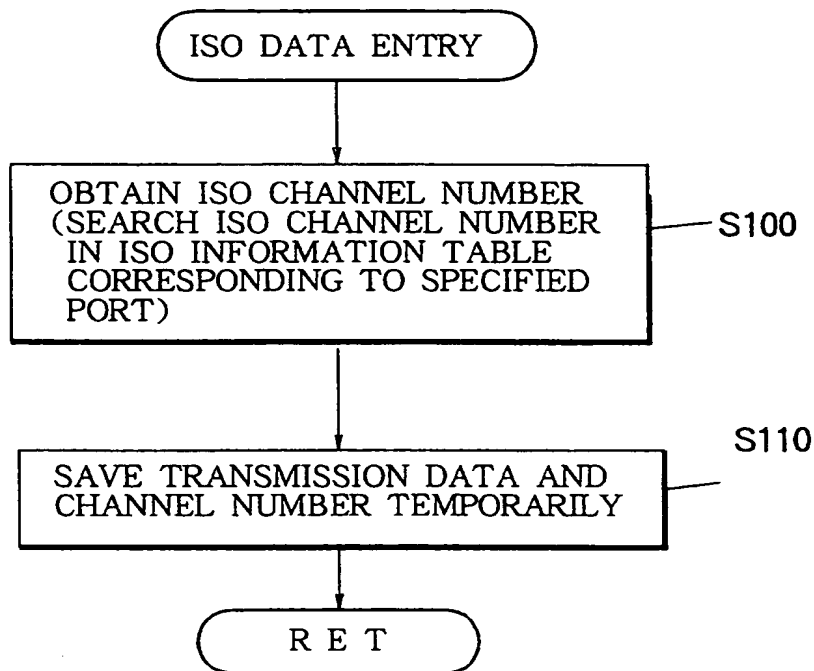 ISO DATA ENTRY
OBTAIN ISO CHANNEL NUMBER
(SEARCH ISO CHANNEL NUMBER
IN ISO INFORMATION TABLE
CORRESPONDING TO SPECIFIED
PORT)
S100
S110
SAVE TRANSMISSION DATA AND
CHANNEL NUMBER TEMPORARILY
R E T